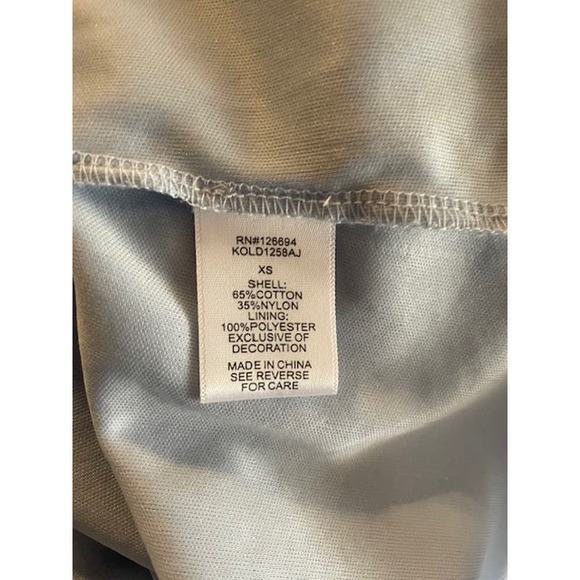 RN#126694
KOLD1258AJ
XS
SHELL:
65%COTTON
35%NYLON
LINING:
100%POLYESTER
EXCLUSIVE OF
DECORATION
MADE IN CHINA
SEE REVERSE
FOR CARE